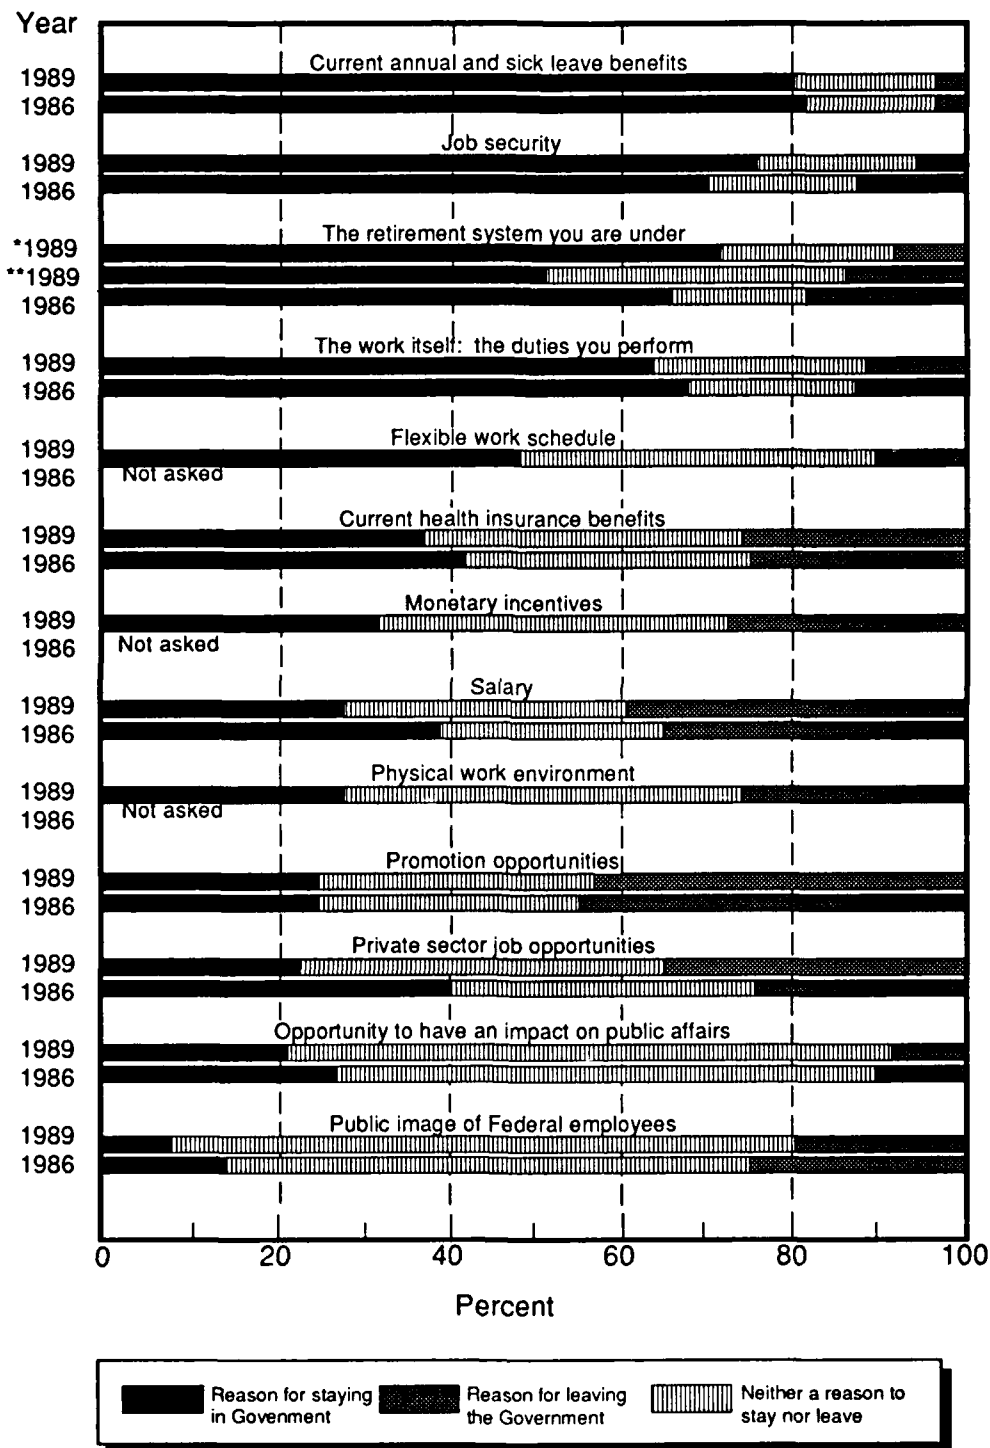 Year
Current annual and sick leave benefits
1989
1986
Job security
1989
1986
The retirement system you are under
*1989
**1989
1986
The work itself: the duties you perform
1989
1986
Flexible work schedule
1989
1986 Not asked
Current health insurance benefits
1989
1986
Monetary incentives
1989
1986 Not asked
Salary
1989
1986
Physical work environment
1989
1986 Not asked
Promotion opportunities
1989
1986
Private sector job opportunities
1989
1986
Opportunity to have an impact on public affairs
1989
1986
Public image of Federal employees
1989
1986
0 20 40 60 80 100
Percent
Reason for staying
in Govenment
Reason for leaving
the Government
Neither a reason to
stay nor leave